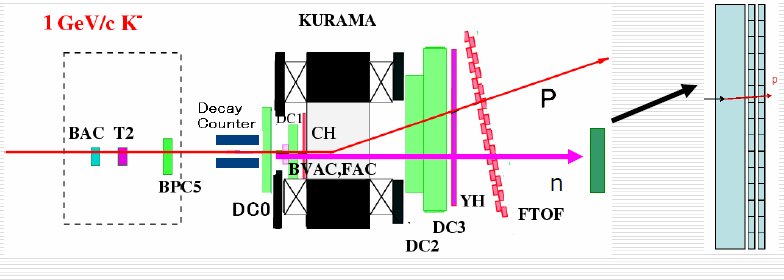 1 GeV/c K-
KURAMA
Decay
Counter
DC1
CH
BAC T2
P
BPC5
BVAC,FAC
n
DC0
YH
FTOF
DC3
DC2
p